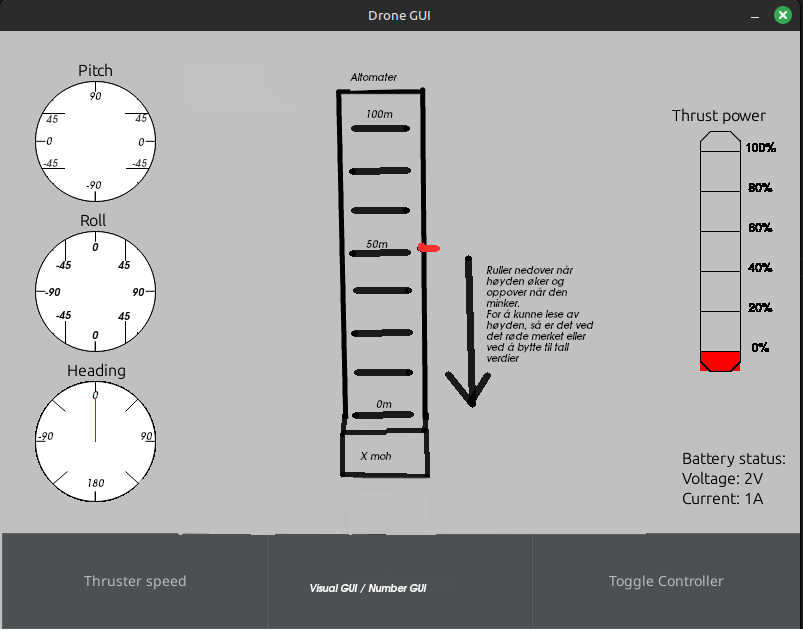 Drone GUI
Pitch
90
45 45
0 0
-45 -45
-90
Roll
0
-45 45
-90 90
-45 45
0
Heading
0
-90 90
180
Altomater
100m
50m
0m
X moh
Ruller nedover når
høyden øker og
oppover når den
minker.
For å kunne lese av
høyden, så er det ved
det røde merket eller
ved å bytte til tall
verdier
Thrust power
100%
80%
60%
40%
20%
0%
Battery status:
Voltage: 2V
Current: 1A
Thruster speed
Visual GUI / Number GUI
Toggle Controller